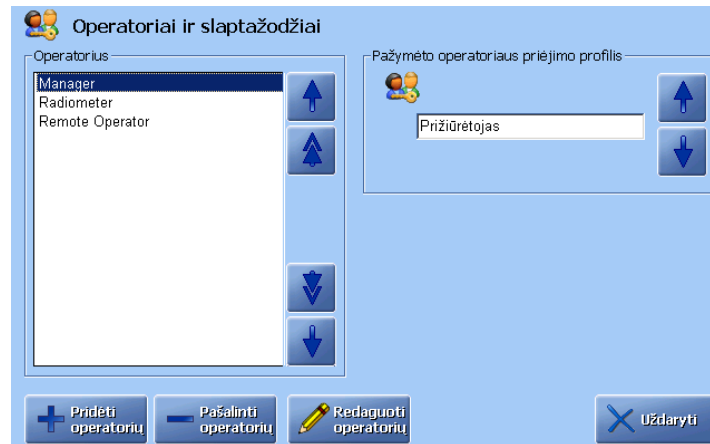 Operatoriai ir slaptažodžiai
Operatorius
Manager
Radiometer
Remote Operator
Pažymėto operatoriaus priėjimo profilis
Prižiūrėtojas
Pridėti
operatorių
Pašalinti
operatorių
Redaguoti
operatorių
Uždaryti